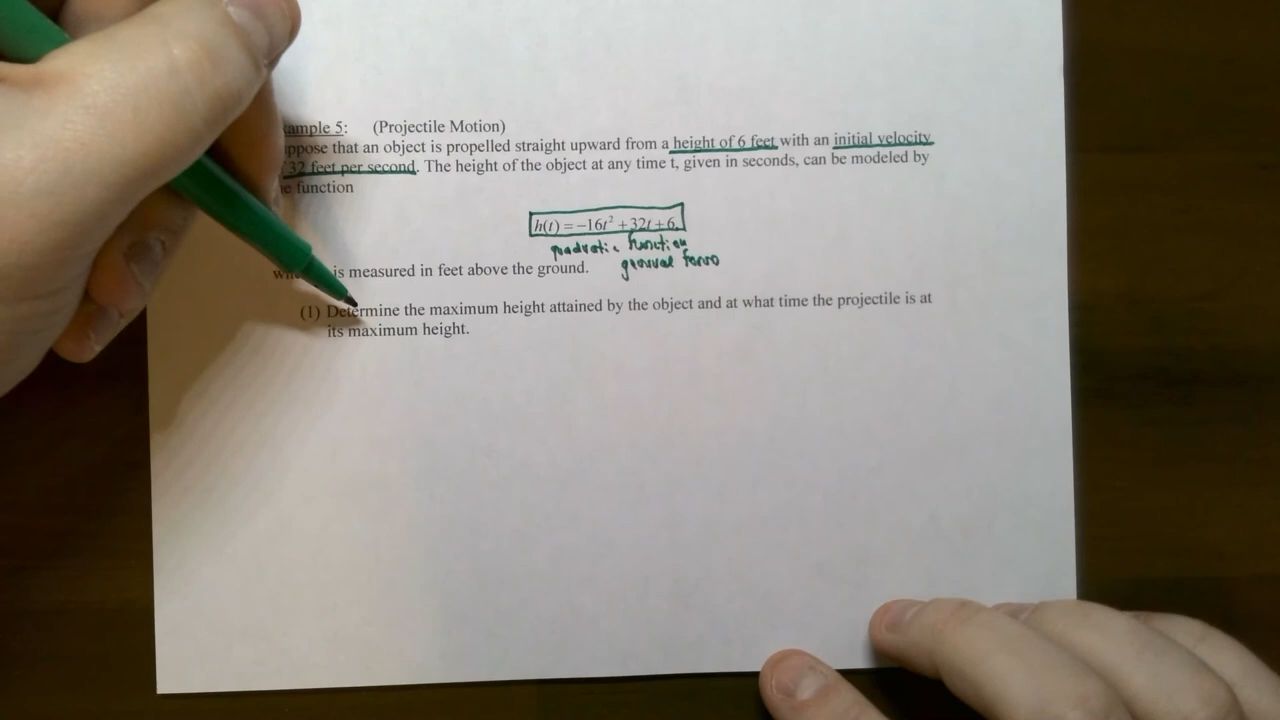 ample 5: (Projectile Motion)
ppose that an object is propelled straight upward from a height of 6 feet with an initial velocity
32 feet per second. The height of the object at any time t, given in seconds, can be modeled by
e function
h(t) = −16t² + 32t + 6,
quadratic function
general form
is measured in feet above the ground.
(1) Determine the maximum height attained by the object and at what time the projectile is at
its maximum height.